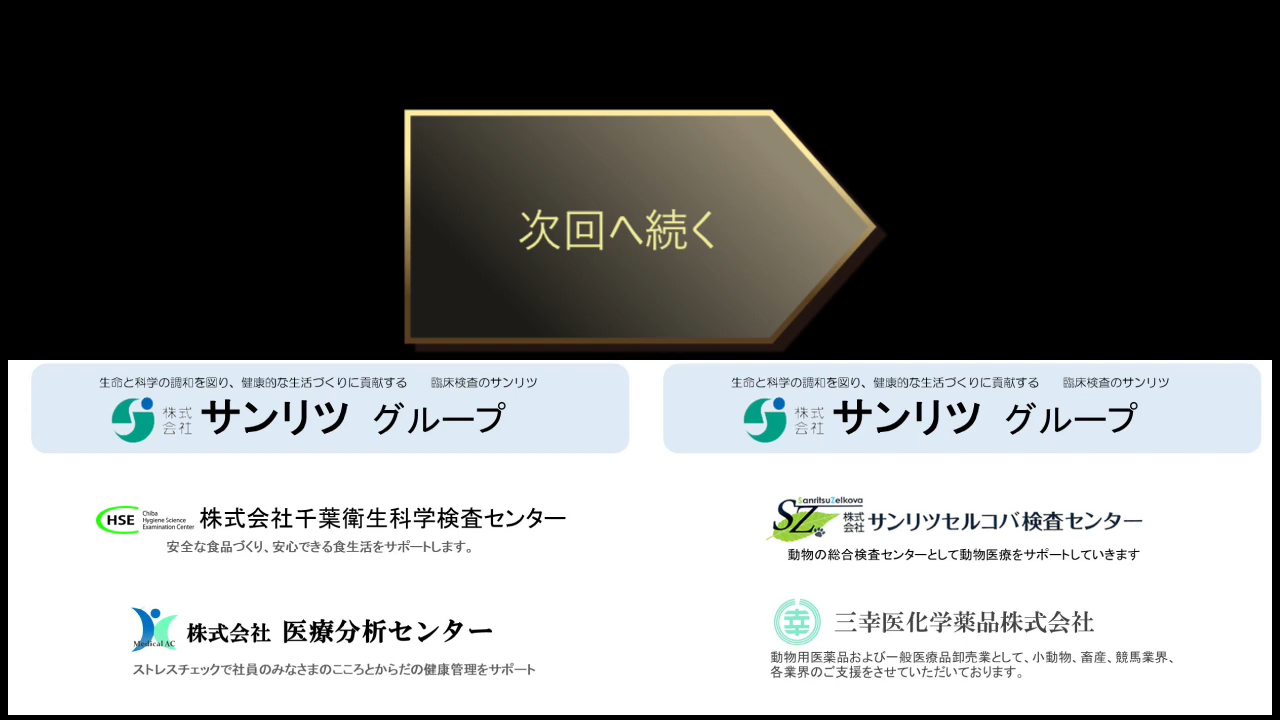 次回へ続く
生命と科学の調和を図り、健康的な生活づくりに貢献する 臨床検査のサンリツ
株式会社 サンリツ グループ
HSE Chiba Hygiene Science Examination Center 株式会社千葉衛生科学検査センター
安全な食品づくり、安心できる食生活をサポートします。
Medical AC 株式会社 医療分析センター
ストレスチェックで社員のみなさまのこころとからだの健康管理をサポート
生命と科学の調和を図り、健康的な生活づくりに貢献する 臨床検査のサンリツ
株式会社 サンリツ グループ
SanritsuZelkova
SZ 株式会社 サンリツセルコバ検査センター
動物の総合検査センターとして動物医療をサポートしていきます
幸 三幸医化学薬品株式会社
動物用医薬品および一般医療品卸売業として、小動物、畜産、競馬業界、
各業界のご支援をさせていただいております。